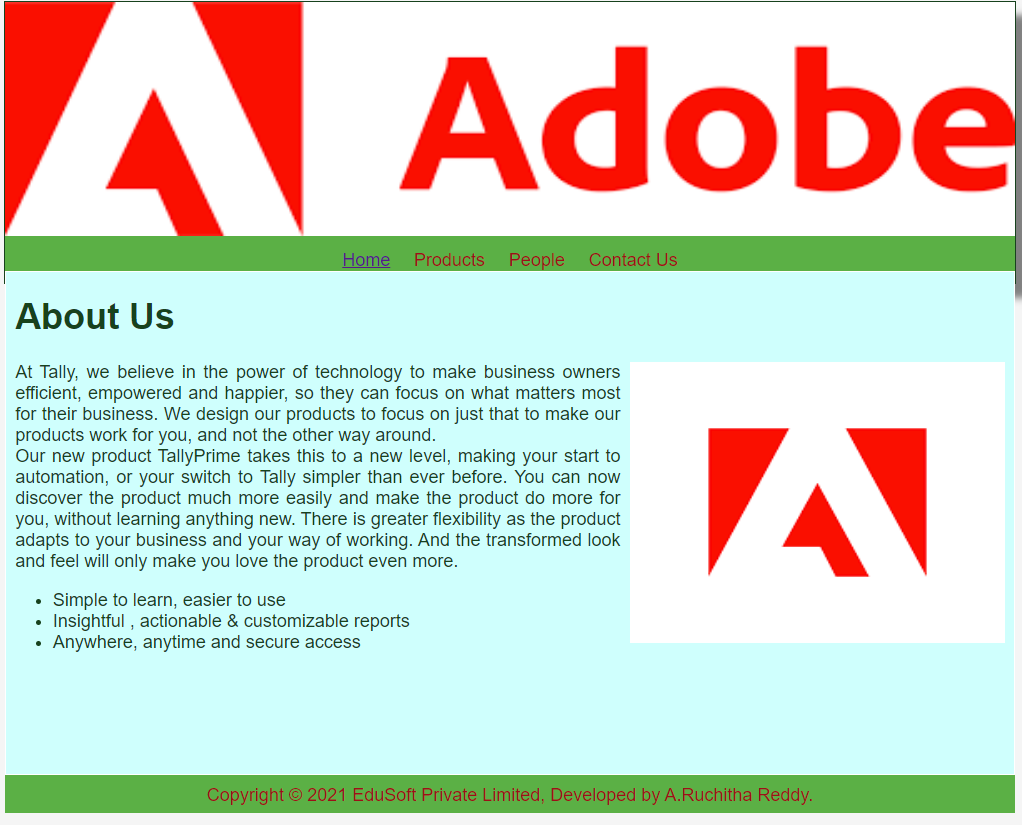 Adobe
Home Products People Contact Us
About Us
At Tally, we believe in the power of technology to make business owners
efficient, empowered and happier, so they can focus on what matters most
for their business. We design our products to focus on just that to make our
products work for you, and not the other way around.
Our new product TallyPrime takes this to a new level, making your start to
automation, or your switch to Tally simpler than ever before. You can now
discover the product much more easily and make the product do more for
you, without learning anything new. There is greater flexibility as the product
adapts to your business and your way of working. And the transformed look
and feel will only make you love the product even more.
• Simple to learn, easier to use
• Insightful , actionable & customizable reports
• Anywhere, anytime and secure access
Copyright © 2021 EduSoft Private Limited, Developed by A.Ruchitha Reddy.